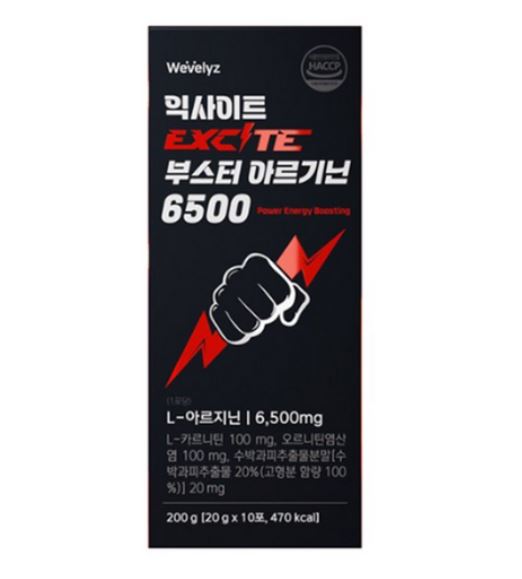 Wevelyz
HACCP
익사이트
EXCITE
부스터 아르기닌
6500 Power Energy Boosting
(1포당)
L-아르지닌 | 6,500mg
L-카르니틴 100 mg, 오르니틴염산
염 100 mg, 수박과피추출물분말[수
박과피추출물 20%(고형분 함량 100
%)] 20 mg
200 g [20 g x 10포, 470 kcal]